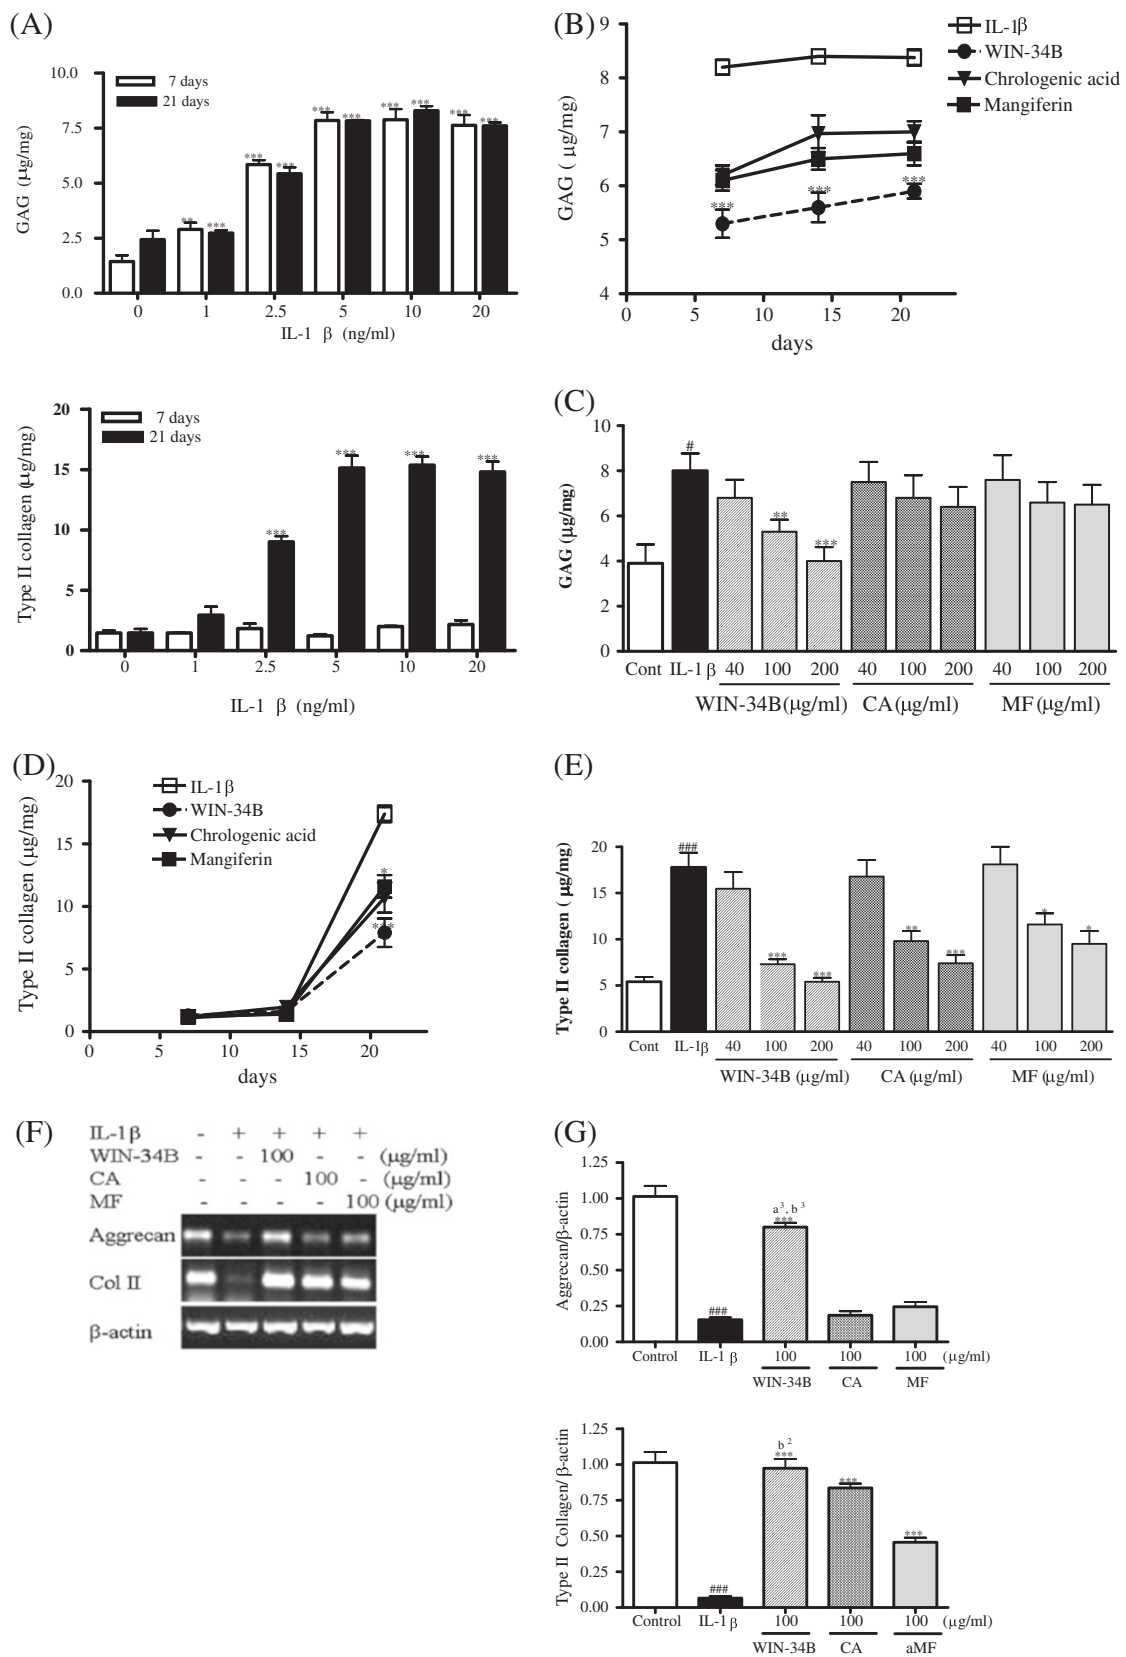 (A)
10.0
7.5
5.0
2.5
0.0
GAG (μg/mg)
7 days
21 days
** *** *** *** *** *** *** *** *** ***
0 1 2.5 5 10 20
IL-1 β (ng/ml)
20
15
10
5
0
Type II collagen (μg/mg)
7 days
21 days
*** *** *** ***
0 1 2.5 5 10 20
IL-1 β (ng/ml)
(B)
9
8
7
6
5
4
GAG ( μg/mg)
IL-1β
WIN-34B
Chrologenic acid
Mangiferin
*** *** ***
0 5 10 15 20
days
(C)
10
8
6
4
2
0
GAG (μg/mg)
# ** ***
Cont IL-1 β 40 100 200 40 100 200 40 100 200
WIN-34B(μg/ml) CA(μg/ml) MF(μg/ml)
(D)
20
15
10
5
0
Type II collagen (μg/mg)
IL-1β
WIN-34B
Chrologenic acid
Mangiferin
*
***
0 5 10 15 20
days
(E)
20
15
10
5
0
Type II collagen ( μg/mg)
### *** *** ** *** * *
Cont IL-1β 40 100 200 40 100 200 40 100 200
WIN-34B (μg/ml) CA(μg/ml) MF(μg/ml)
(F)
IL-1β - + + + +
WIN-34B - - 100 - - (μg/ml)
CA - - - 100 - (μg/ml)
MF - - - - 100 (μg/ml)
Aggrecan
Col II
β-actin
(G)
1.25
1.00
0.75
0.50
0.25
0.00
Aggrecan/β-actin
a³, b³
***
###
Control IL-1 β 100 100 100 (μg/ml)
WIN-34B CA MF
1.25
1.00
0.75
0.50
0.25
0.00
Type II Collagen/ β-actin
b²
*** *** ***
###
Control IL-1 β 100 100 100 (μg/ml)
WIN-34B CA aMF